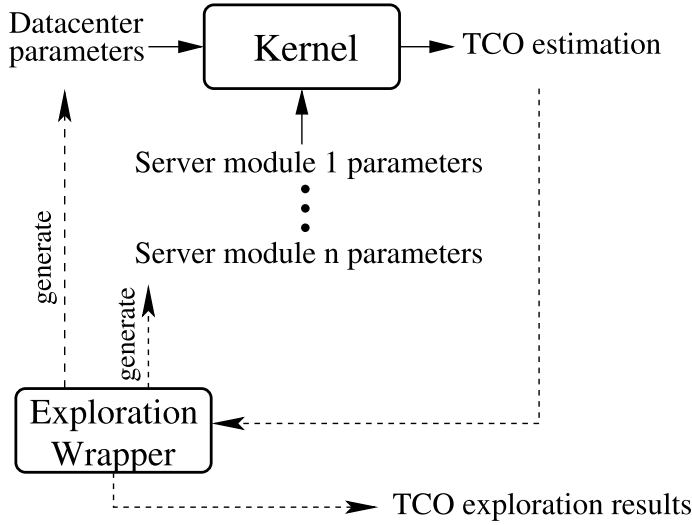 Datacenter
parameters
Kernel
TCO estimation
Server module 1 parameters
Server module n parameters
generate
generate
Exploration
Wrapper
TCO exploration results